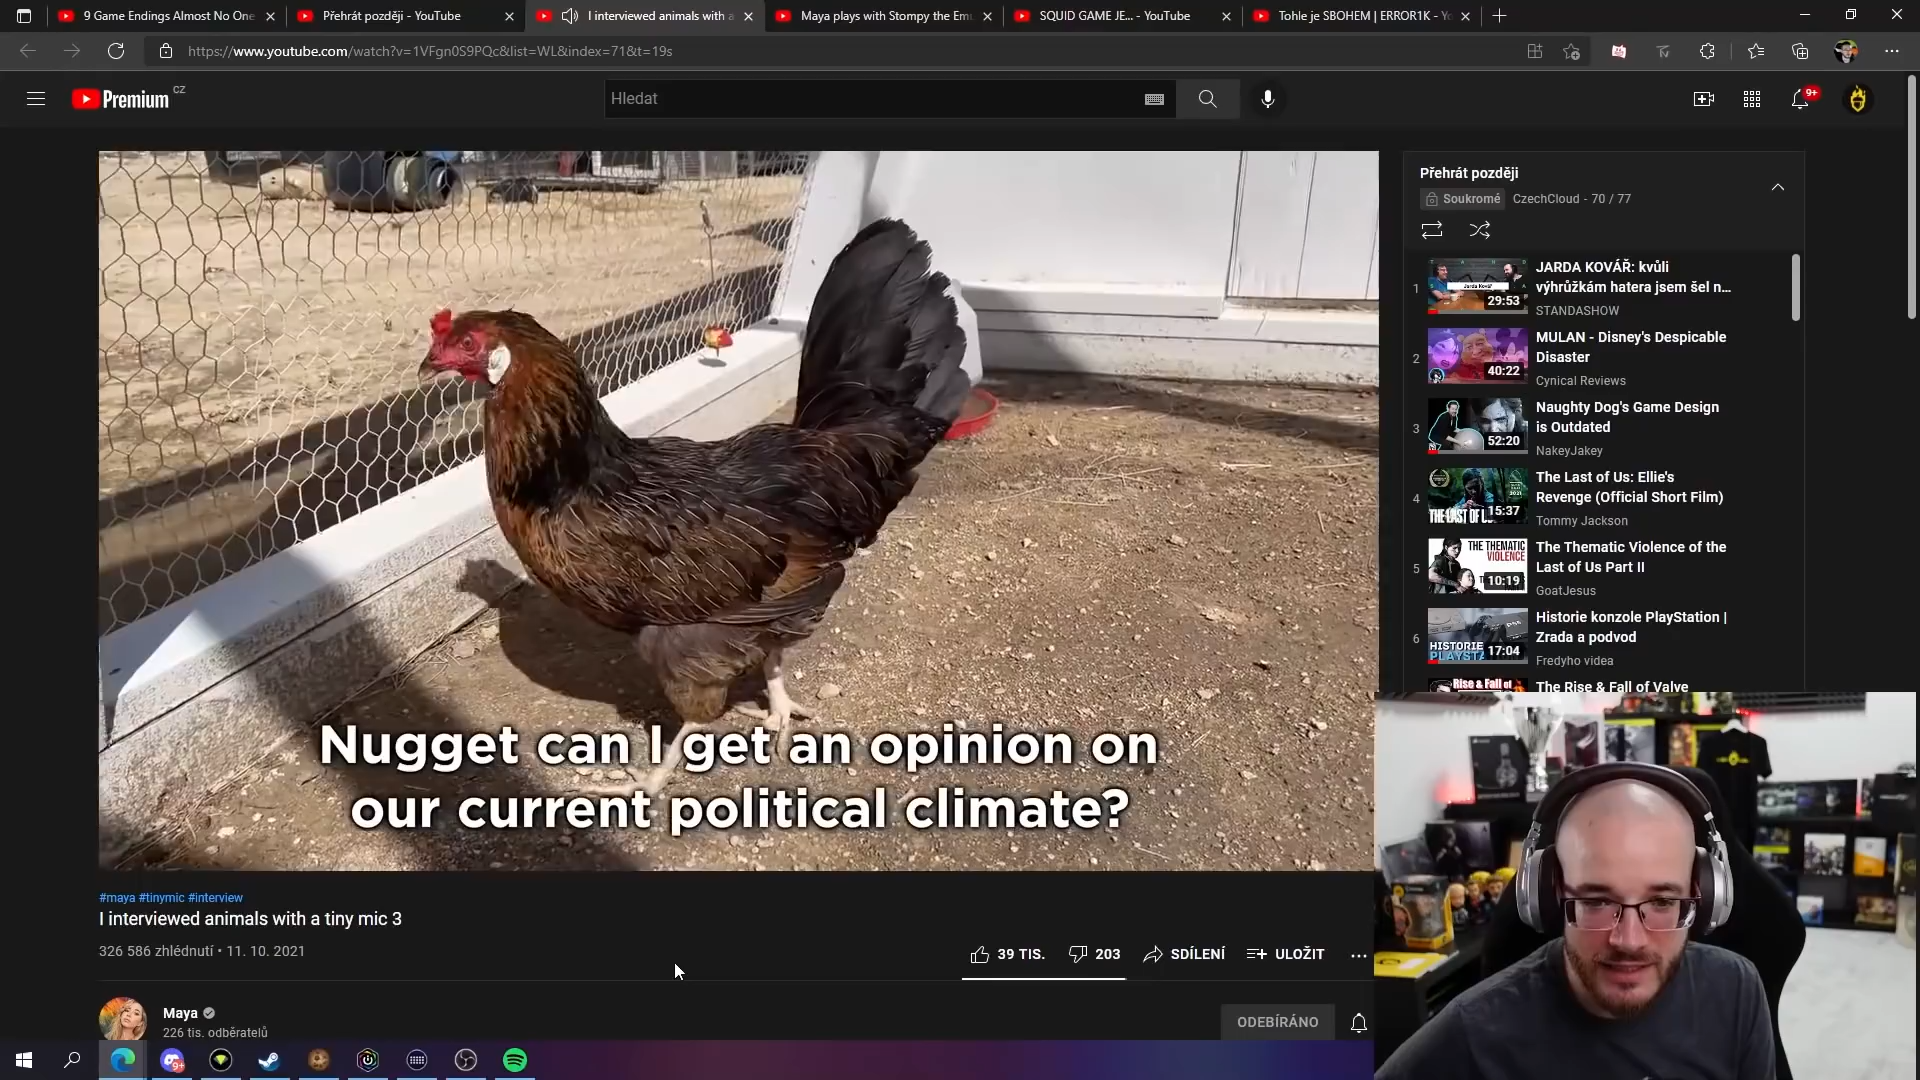 9 Game Endings Almost No One
Přehrát později - YouTube
I interviewed animals with a
Maya plays with Stompy the Emu
SQUID GAME JE... - YouTube
Tohle je SBOHEM | ERROR1K - Yo
https://www.youtube.com/watch?v=1VFgn0S9PQc&list=WL&index=71&t=19s
Premium CZ
Hledat
9+
Přehrát později
Soukromé CzechCloud - 70 / 77
1
29:53
JARDA KOVÁŘ: kvůli
výhrůžkám hatera jsem šel n...
STANDASHOW
2
40:22
MULAN - Disney's Despicable
Disaster
Cynical Reviews
3
52:20
Naughty Dog's Game Design
is Outdated
NakeyJakey
4
15:37
The Last of Us: Ellie's
Revenge (Official Short Film)
Tommy Jackson
5
THE THEMATIC
VIOLENCE
10:19
The Thematic Violence of the
Last of Us Part II
GoatJesus
6
HISTORIE
17:04
Historie konzole PlayStation |
Zrada a podvod
Fredyho videa
Rise & Fall of
The Rise & Fall of Valve
Nugget can I get an opinion on
our current political climate?
#maya #tinymic #interview
I interviewed animals with a tiny mic 3
326 586 zhlédnutí • 11. 10. 2021
39 TIS.
203
SDÍLENÍ
ULOŽIT
Maya
226 tis. odběratelů
ODEBÍRÁNO
9+